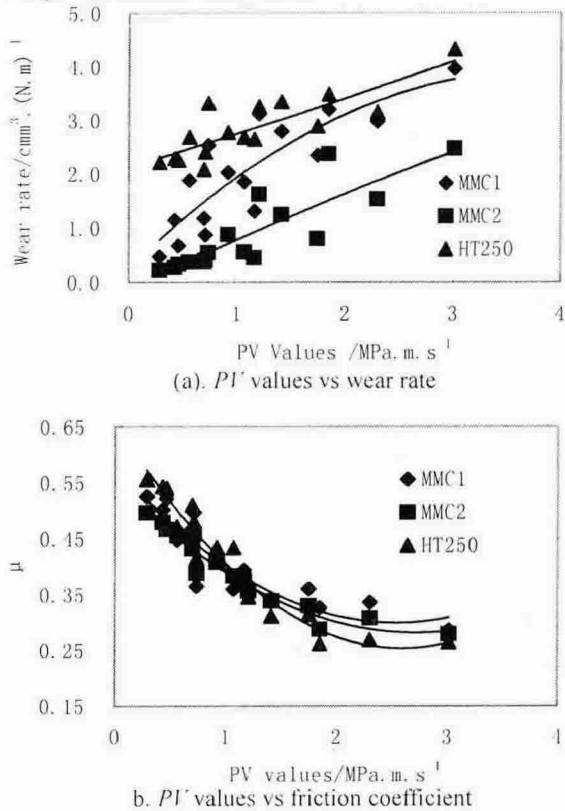 5.0
4.0
3.0
2.0
1.0
0.0
Wear rate/cmm³.(N.m)⁻¹
MMC1
MMC2
HT250
0 1 2 3 4
PV Values /MPa.m.s⁻¹
(a). PV values vs wear rate
0.65
0.55
0.45
0.35
0.25
0.15
μ
MMC1
MMC2
HT250
0 1 2 3 4
PV values/MPa.m.s⁻¹
b. PV values vs friction coefficient